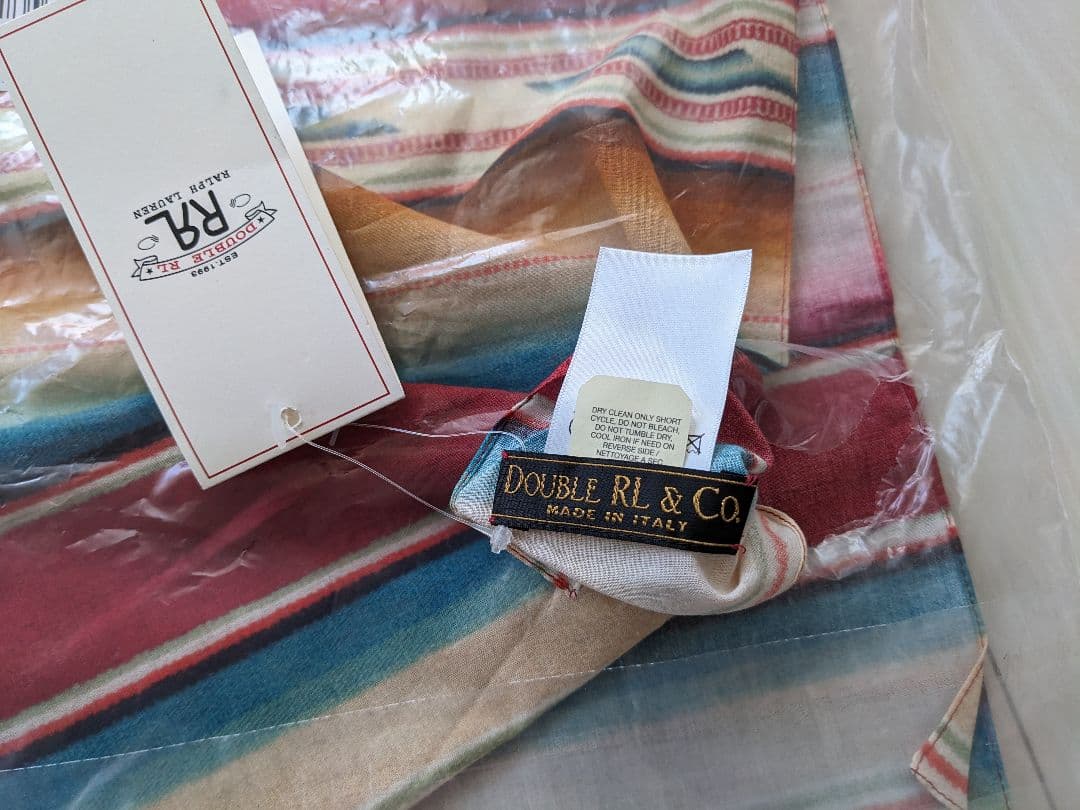 RALPH LAUREN
RRL
DOUBLE RL
EST. 1993
DRY CLEAN ONLY SHORT
CYCLE, DO NOT BLEACH,
DO NOT TUMBLE DRY,
COOL IRON IF NEED ON
REVERSE SIDE /
NETTOYAGE A SEC
DOUBLE RL & CO.
MADE IN ITALY